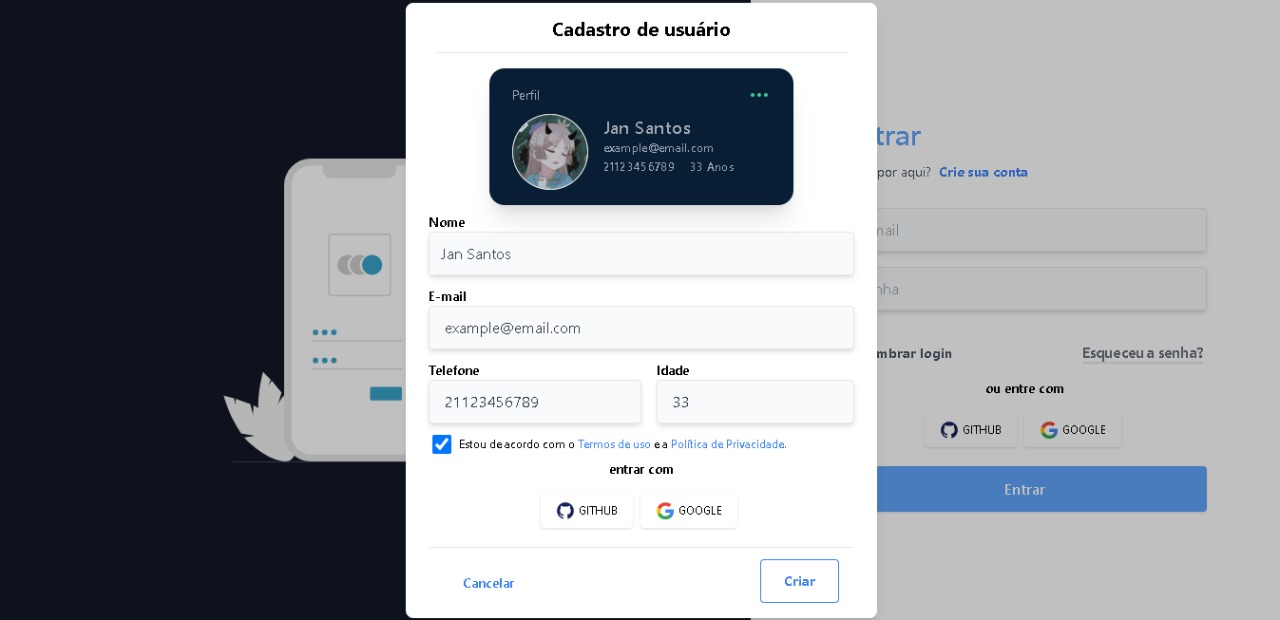 Cadastro de usuário
Perfil
Jan Santos
example@email.com
21123456789 33 Anos
Nome
Jan Santos
E-mail
example@email.com
Telefone Idade
21123456789 33
Estou de acordo com o Termos de uso e a Política de Privacidade.
entrar com
GITHUB GOOGLE
Cancelar Criar
trar
por aqui? Crie sua conta
mail
nha
mbrar login Esqueceu a senha?
ou entre com
GITHUB GOOGLE
Entrar